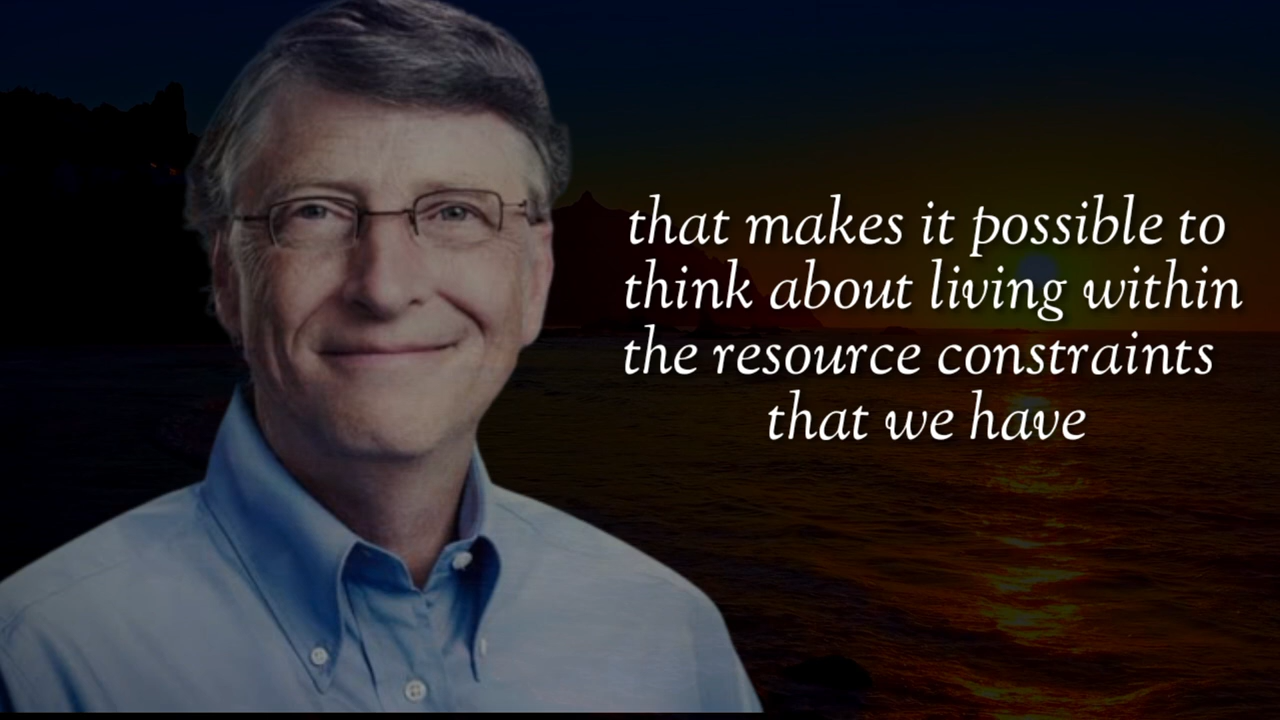 that makes it possible to
think about living within
the resource constraints
that we have